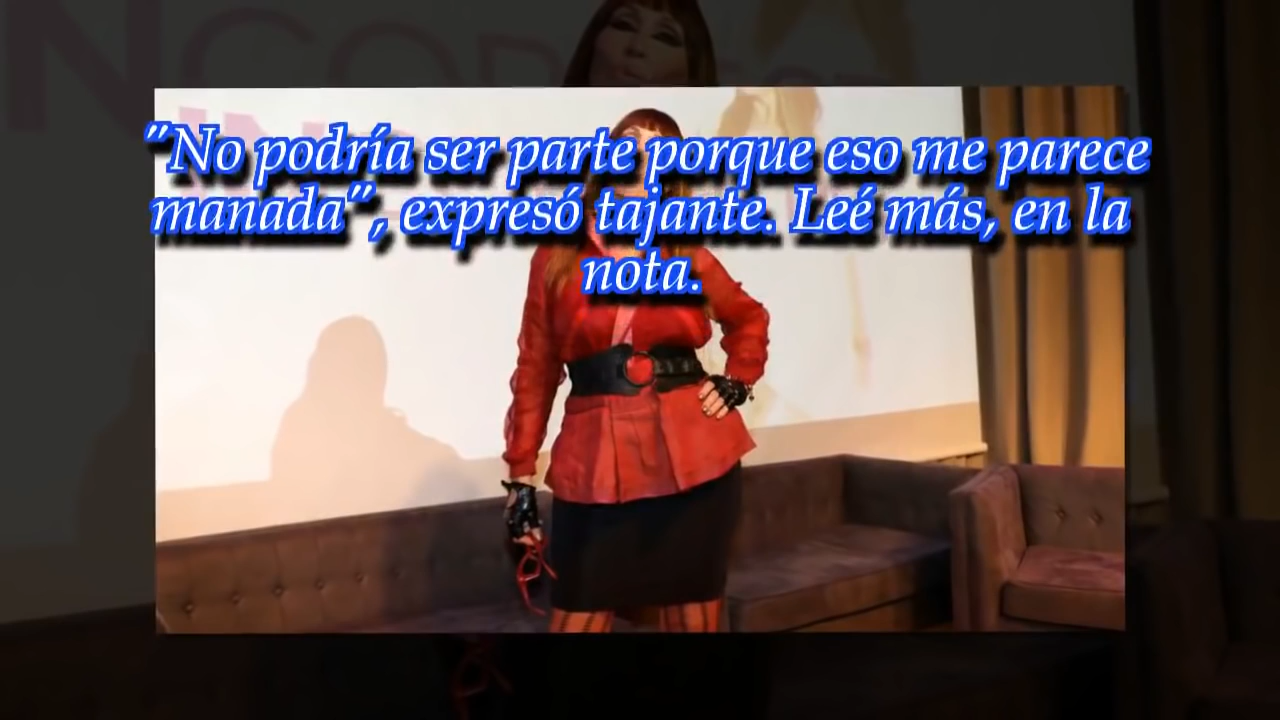 "No podría ser parte porque eso me parece
manada", expresó tajante. Leé más, en la
nota.